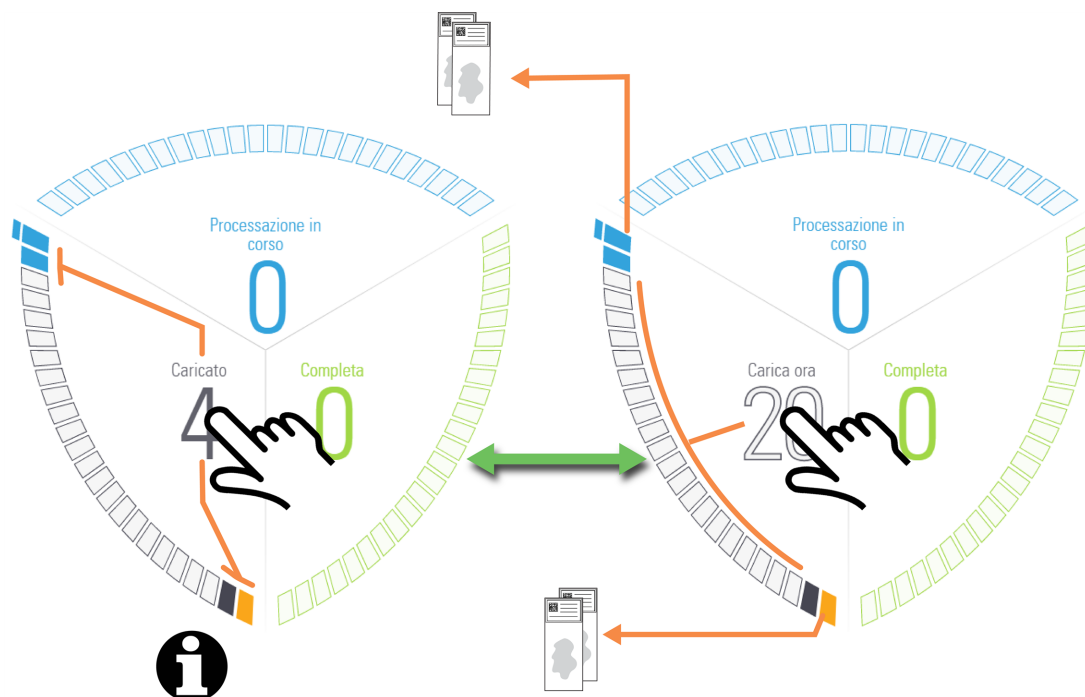 Processazione in
corso
0
Caricato
4
Completa
0
Processazione in
corso
0
Carica ora
20
Completa
0